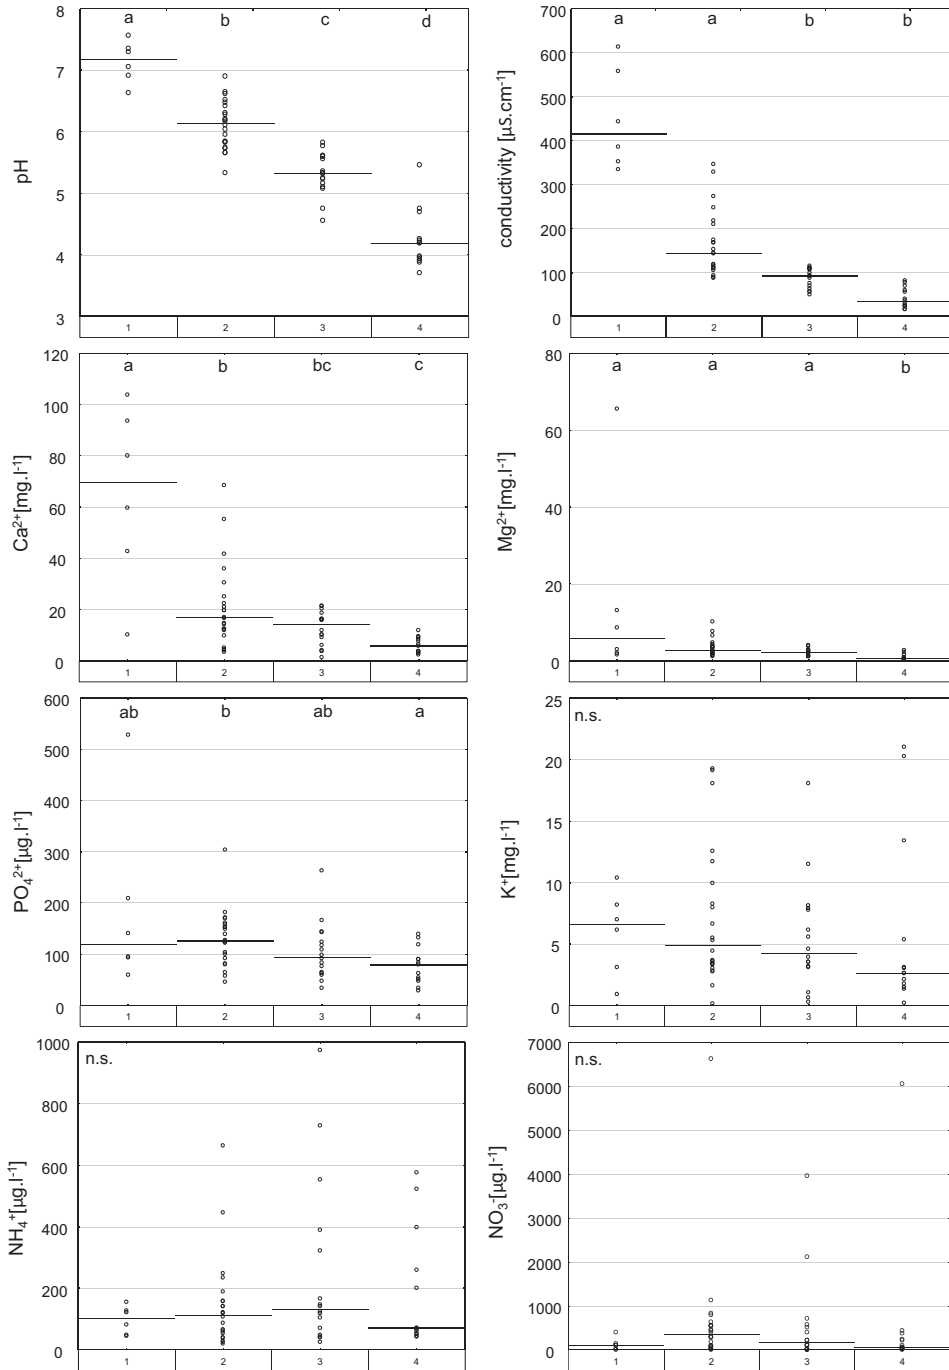 pH
8
7
6
5
4
3
a b c d
1 2 3 4
conductivity [µS.cm⁻¹]
700
600
500
400
300
200
100
0
a a b b
1 2 3 4
Ca²⁺[mg.l⁻¹]
120
100
80
60
40
20
0
a b bc c
1 2 3 4
Mg²⁺[mg.l⁻¹]
80
60
40
20
0
a a a b
1 2 3 4
PO₄²⁺[µg.l⁻¹]
600
500
400
300
200
100
0
ab b ab a
1 2 3 4
K⁺[mg.l⁻¹]
25
20
15
10
5
0
n.s.
1 2 3 4
NH₄⁺[µg.l⁻¹]
1000
800
600
400
200
0
n.s.
1 2 3 4
NO₃⁻[µg.l⁻¹]
7000
6000
5000
4000
3000
2000
1000
0
n.s.
1 2 3 4